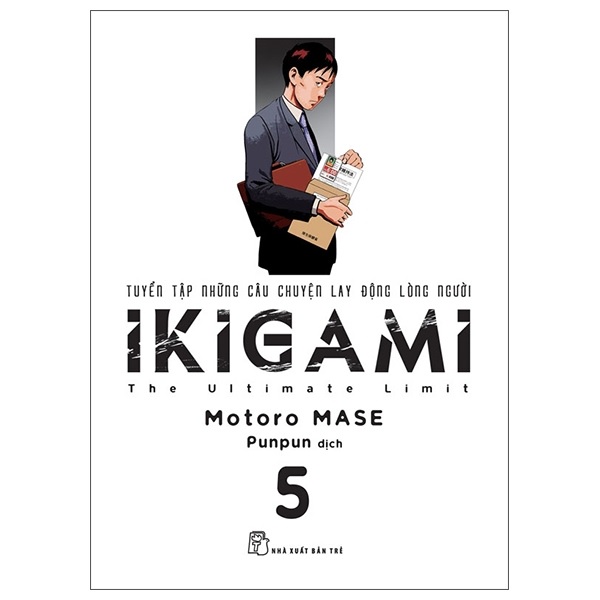 TUYỂN TẬP NHỮNG CÂU CHUYỆN LAY ĐỘNG LÒNG NGƯỜI
IKIGAMI
The Ultimate Limit
Motoro MASE
Punpun dịch
5
NHÀ XUẤT BẢN TRẺ